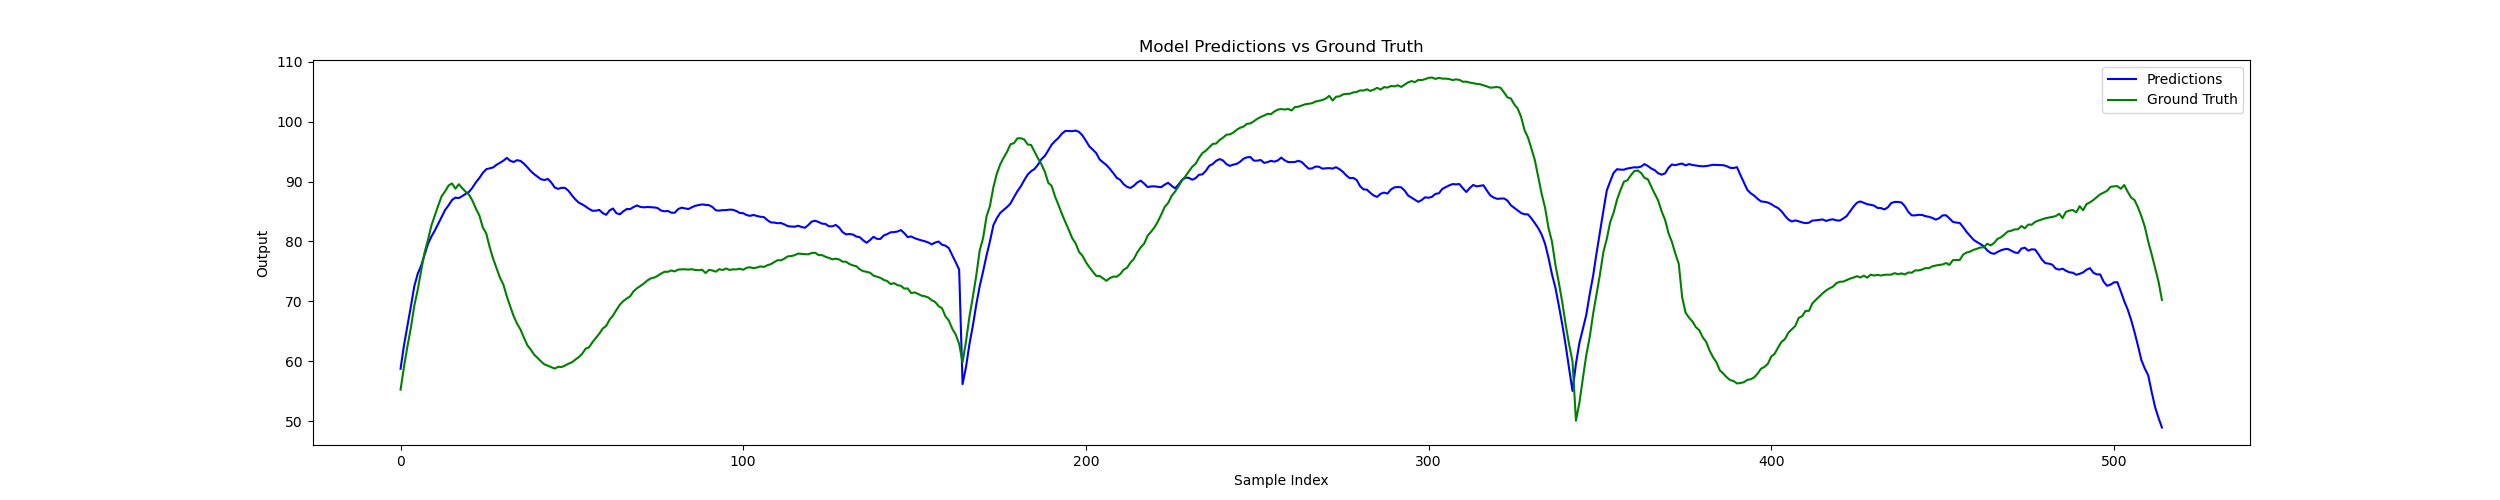 Model Predictions vs Ground Truth
110
100
90
80
70
60
50
Output
Predictions
Ground Truth
0
100
200
300
400
500
Sample Index